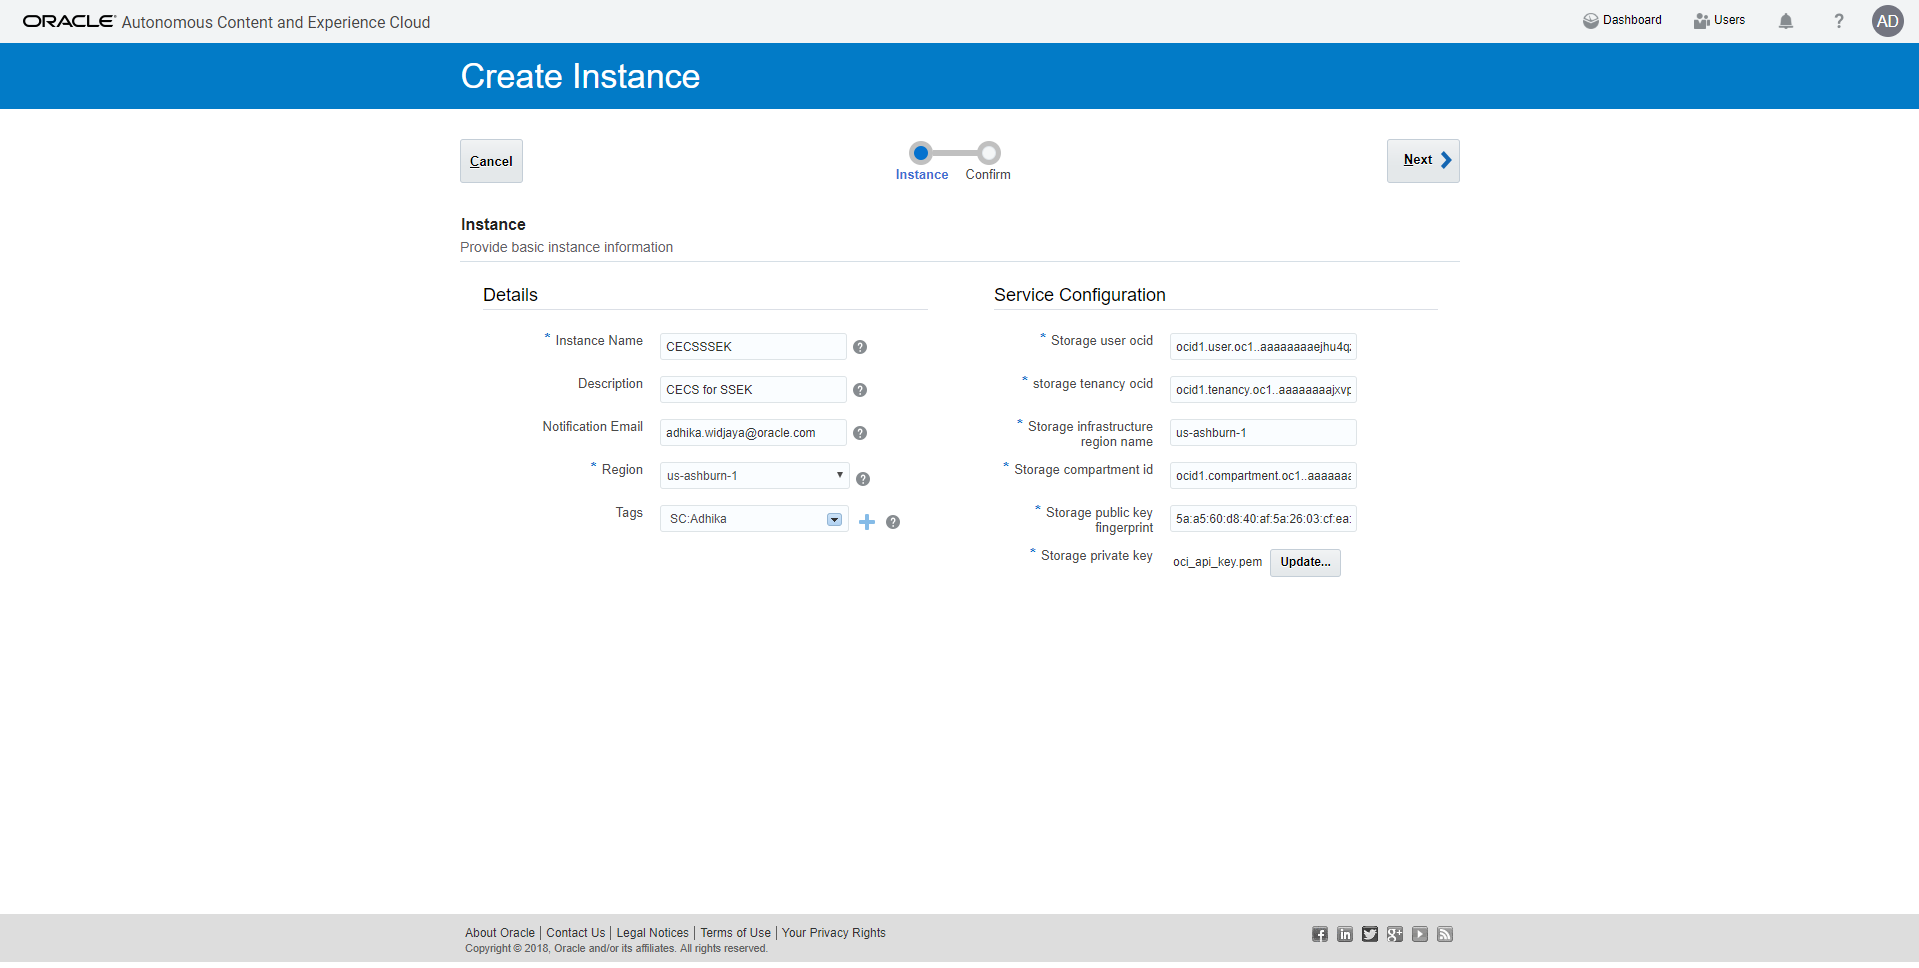 ORACLE Autonomous Content and Experience Cloud
Dashboard
Users
?
AD
Create Instance
Cancel
Instance
Confirm
Next
Instance
Provide basic instance information
Details
* Instance Name
CECSSSEK
?
Description
CECS for SSEK
?
Notification Email
adhika.widjaya@oracle.com
?
* Region
us-ashburn-1
?
Tags
SC:Adhika
?
Service Configuration
* Storage user ocid
ocid1.user.oc1..aaaaaaaaejhu4q
* storage tenancy ocid
ocid1.tenancy.oc1..aaaaaaaajxvp
* Storage infrastructure
region name
us-ashburn-1
* Storage compartment id
ocid1.compartment.oc1..aaaaaaa
* Storage public key
fingerprint
5a:a5:60:d8:40:af:5a:26:03:cf:ea:
* Storage private key
oci_api_key.pem
Update...
About Oracle | Contact Us | Legal Notices | Terms of Use | Your Privacy Rights
Copyright © 2018, Oracle and/or its affiliates. All rights reserved.